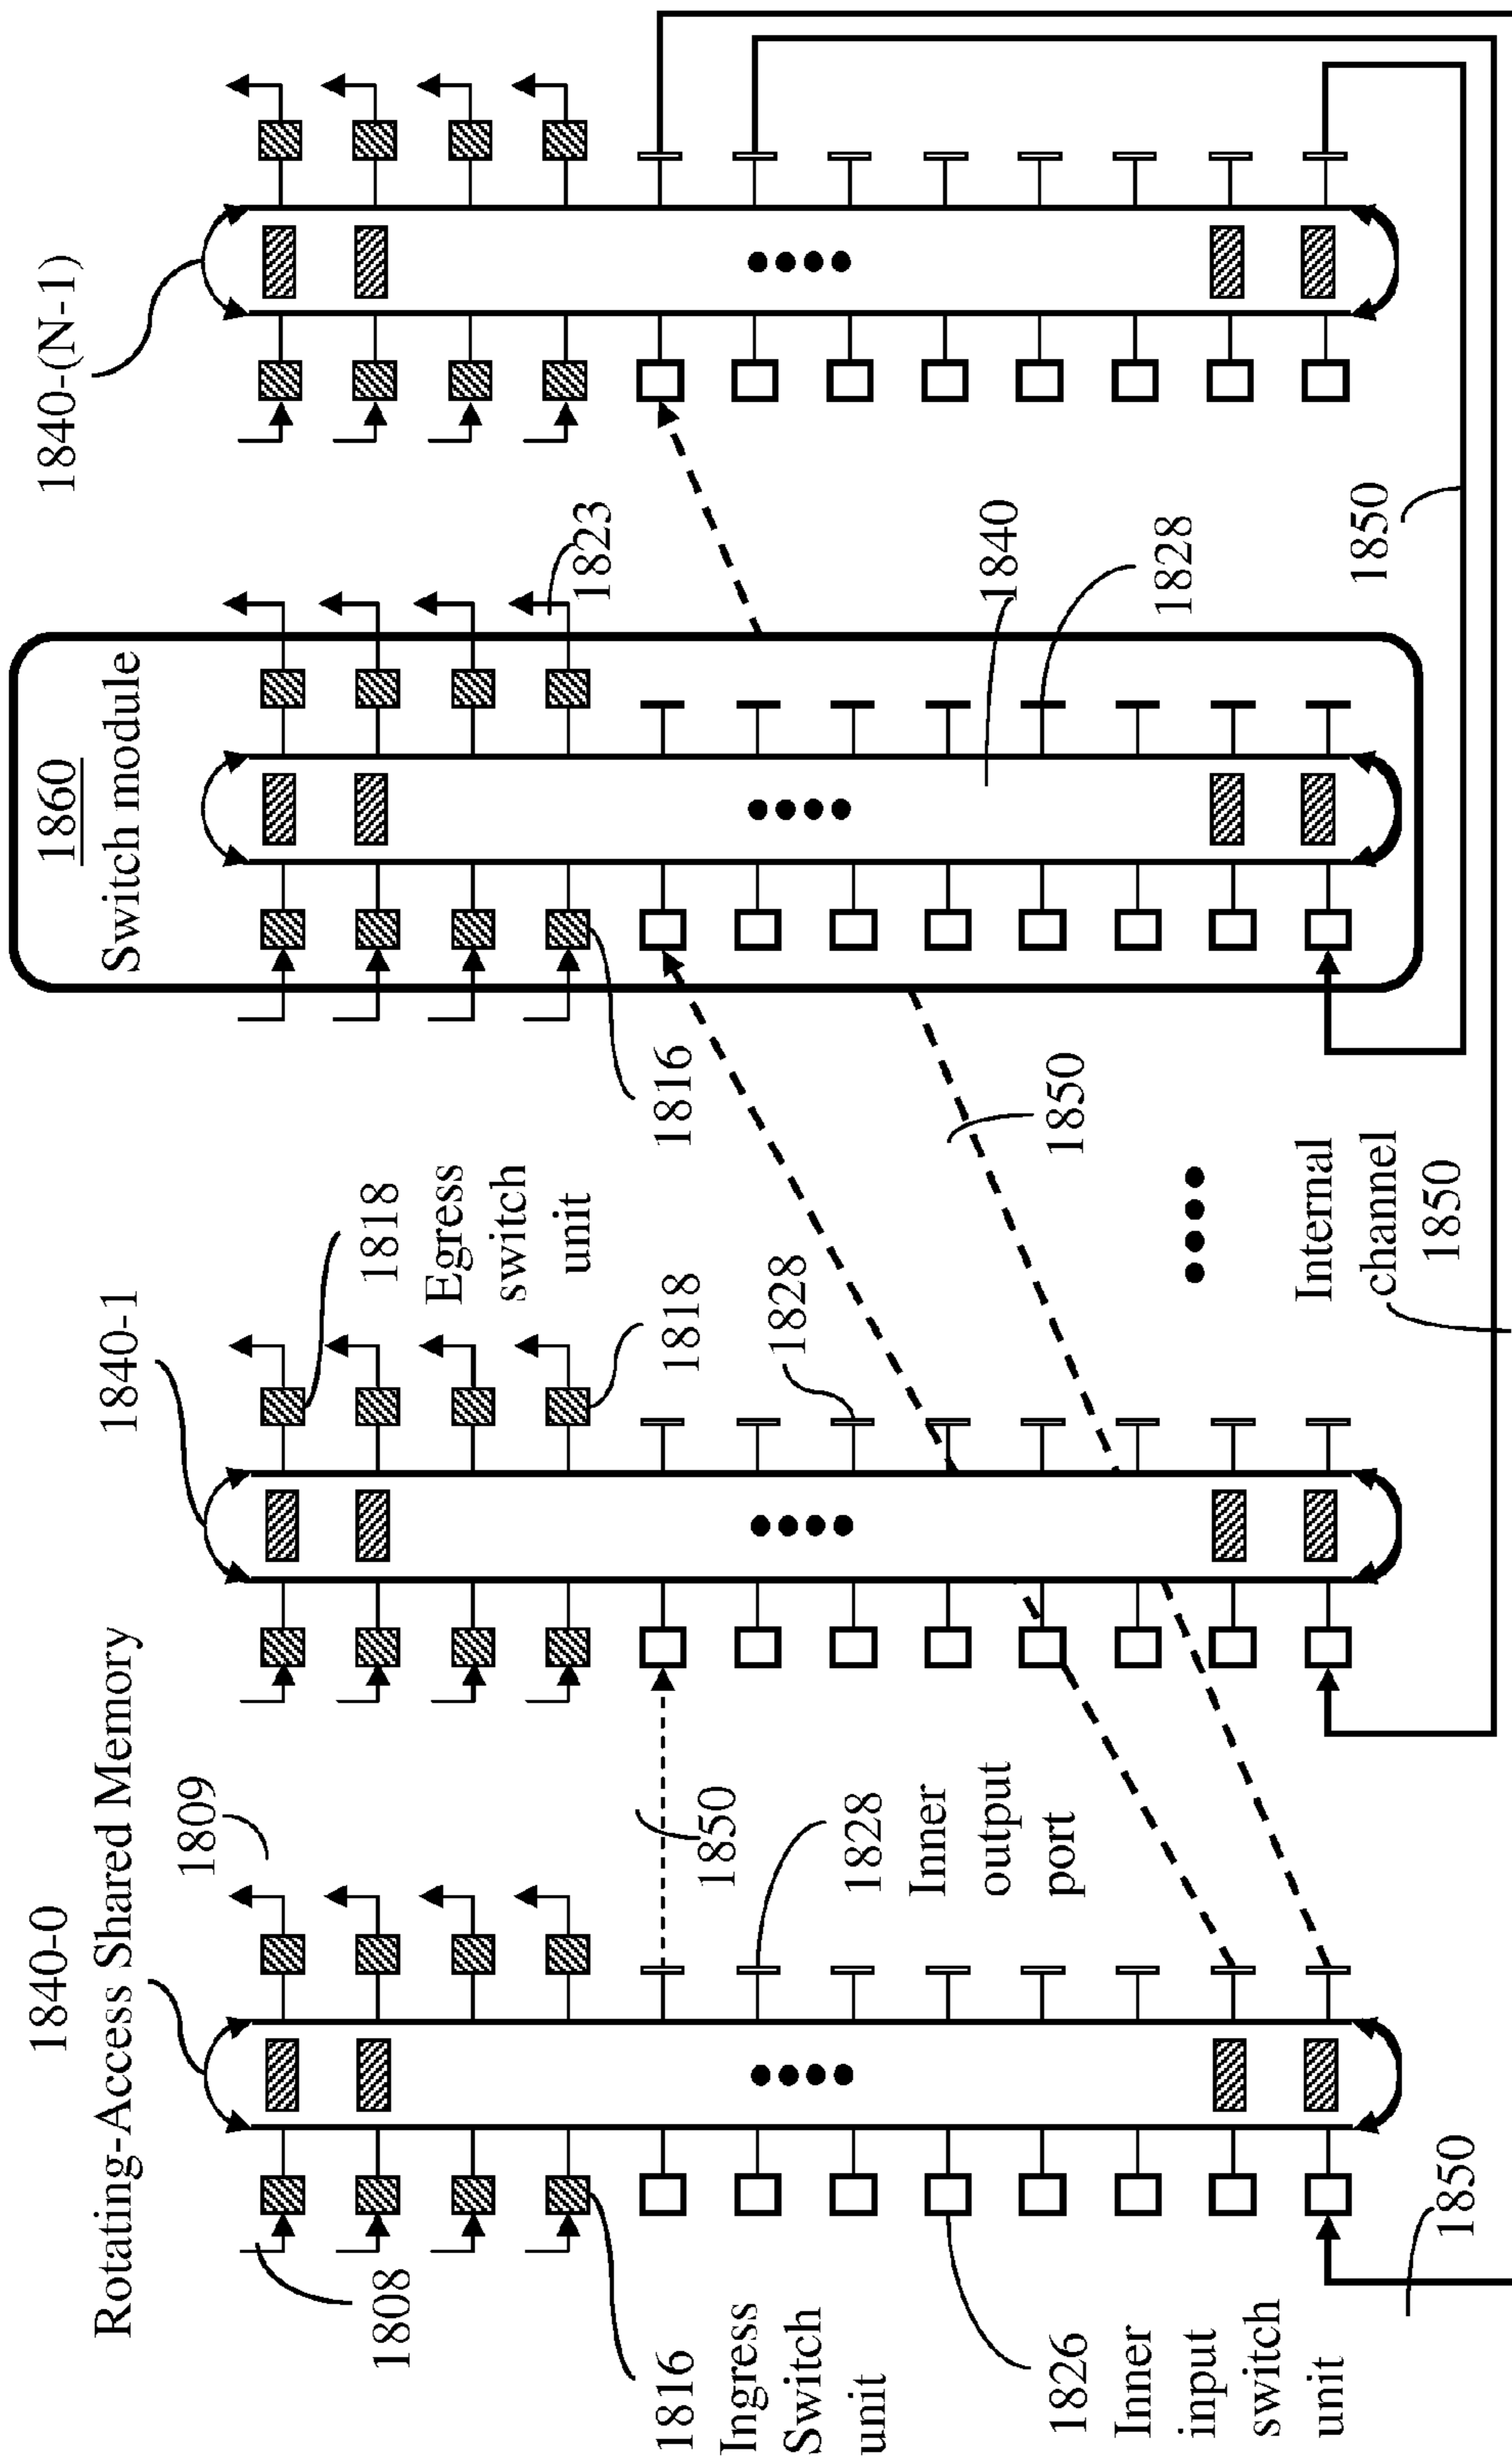 1840-0
Rotating-Access Shared Memory
1840-1
1860
Switch module
1840-(N-1)
1808
1809
1818
Egress
switch
unit
1818
1823
1816
Ingress
Switch
unit
1850
1828
Inner
output
port
1828
1816
1840
1828
1826
Inner
input
switch
unit
1850
Internal
channel
1850
1850
1850